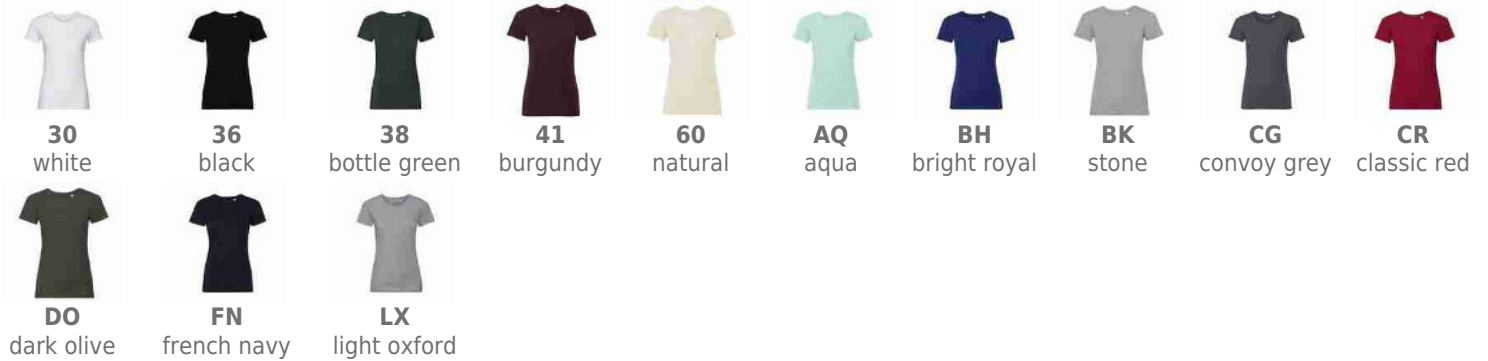 30 36 38 41 60 AQ BH BK CG CR
white black bottle green burgundy natural aqua bright royal stone convoy grey classic red
DO FN LX
dark olive french navy light oxford